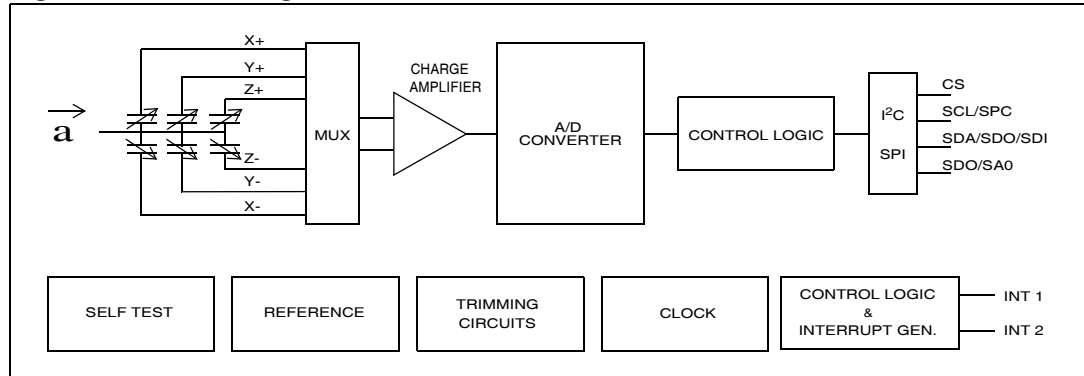 X+
Y+
Z+
a
Z-
Y-
X-
MUX
CHARGE
AMPLIFIER
A/D
CONVERTER
CONTROL LOGIC
I²C
SPI
CS
SCL/SPC
SDA/SDO/SDI
SDO/SA0
SELF TEST
REFERENCE
TRIMMING
CIRCUITS
CLOCK
CONTROL LOGIC
&
INTERRUPT GEN.
INT 1
INT 2